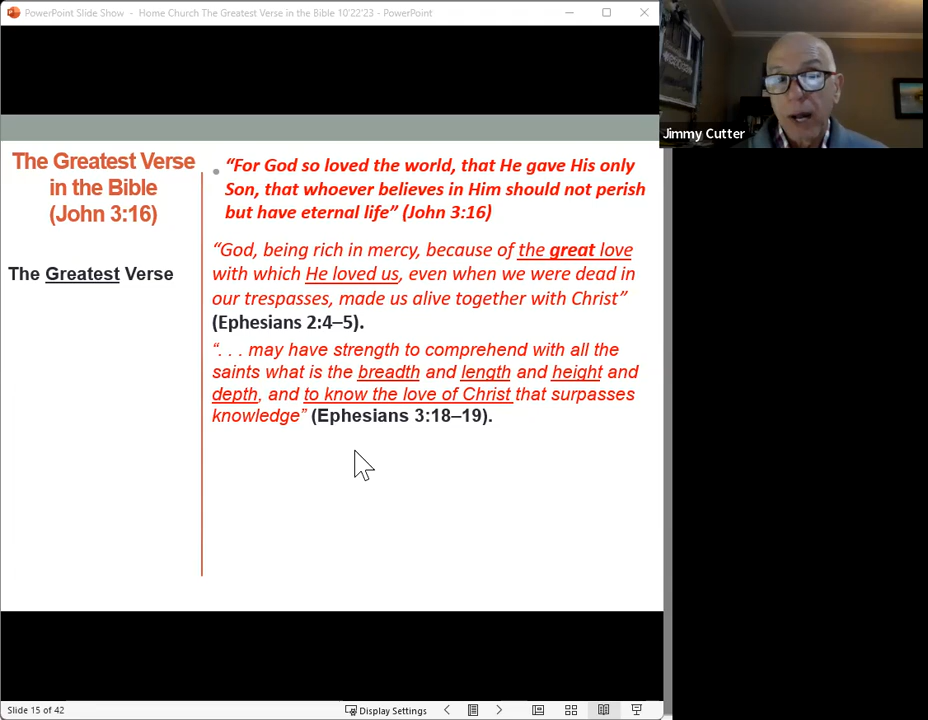 PowerPoint Slide Show - Home Church The Greatest Verse in the Bible 10'22'23 - PowerPoint
Jimmy Cutter
The Greatest Verse
in the Bible
(John 3:16)
The Greatest Verse
• “For God so loved the world, that He gave His only
Son, that whoever believes in Him should not perish
but have eternal life” (John 3:16)
“God, being rich in mercy, because of the great love
with which He loved us, even when we were dead in
our trespasses, made us alive together with Christ”
(Ephesians 2:4–5).
“. . . may have strength to comprehend with all the
saints what is the breadth and length and height and
depth, and to know the love of Christ that surpasses
knowledge” (Ephesians 3:18–19).
Slide 15 of 42
Display Settings